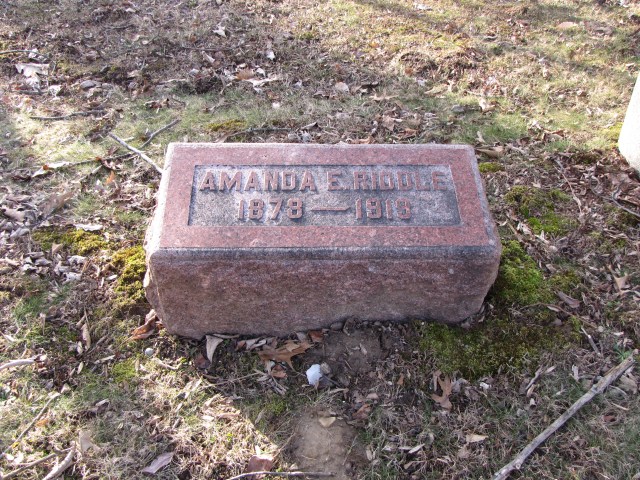 AMANDA E. RIDDLE
1878 — 1919